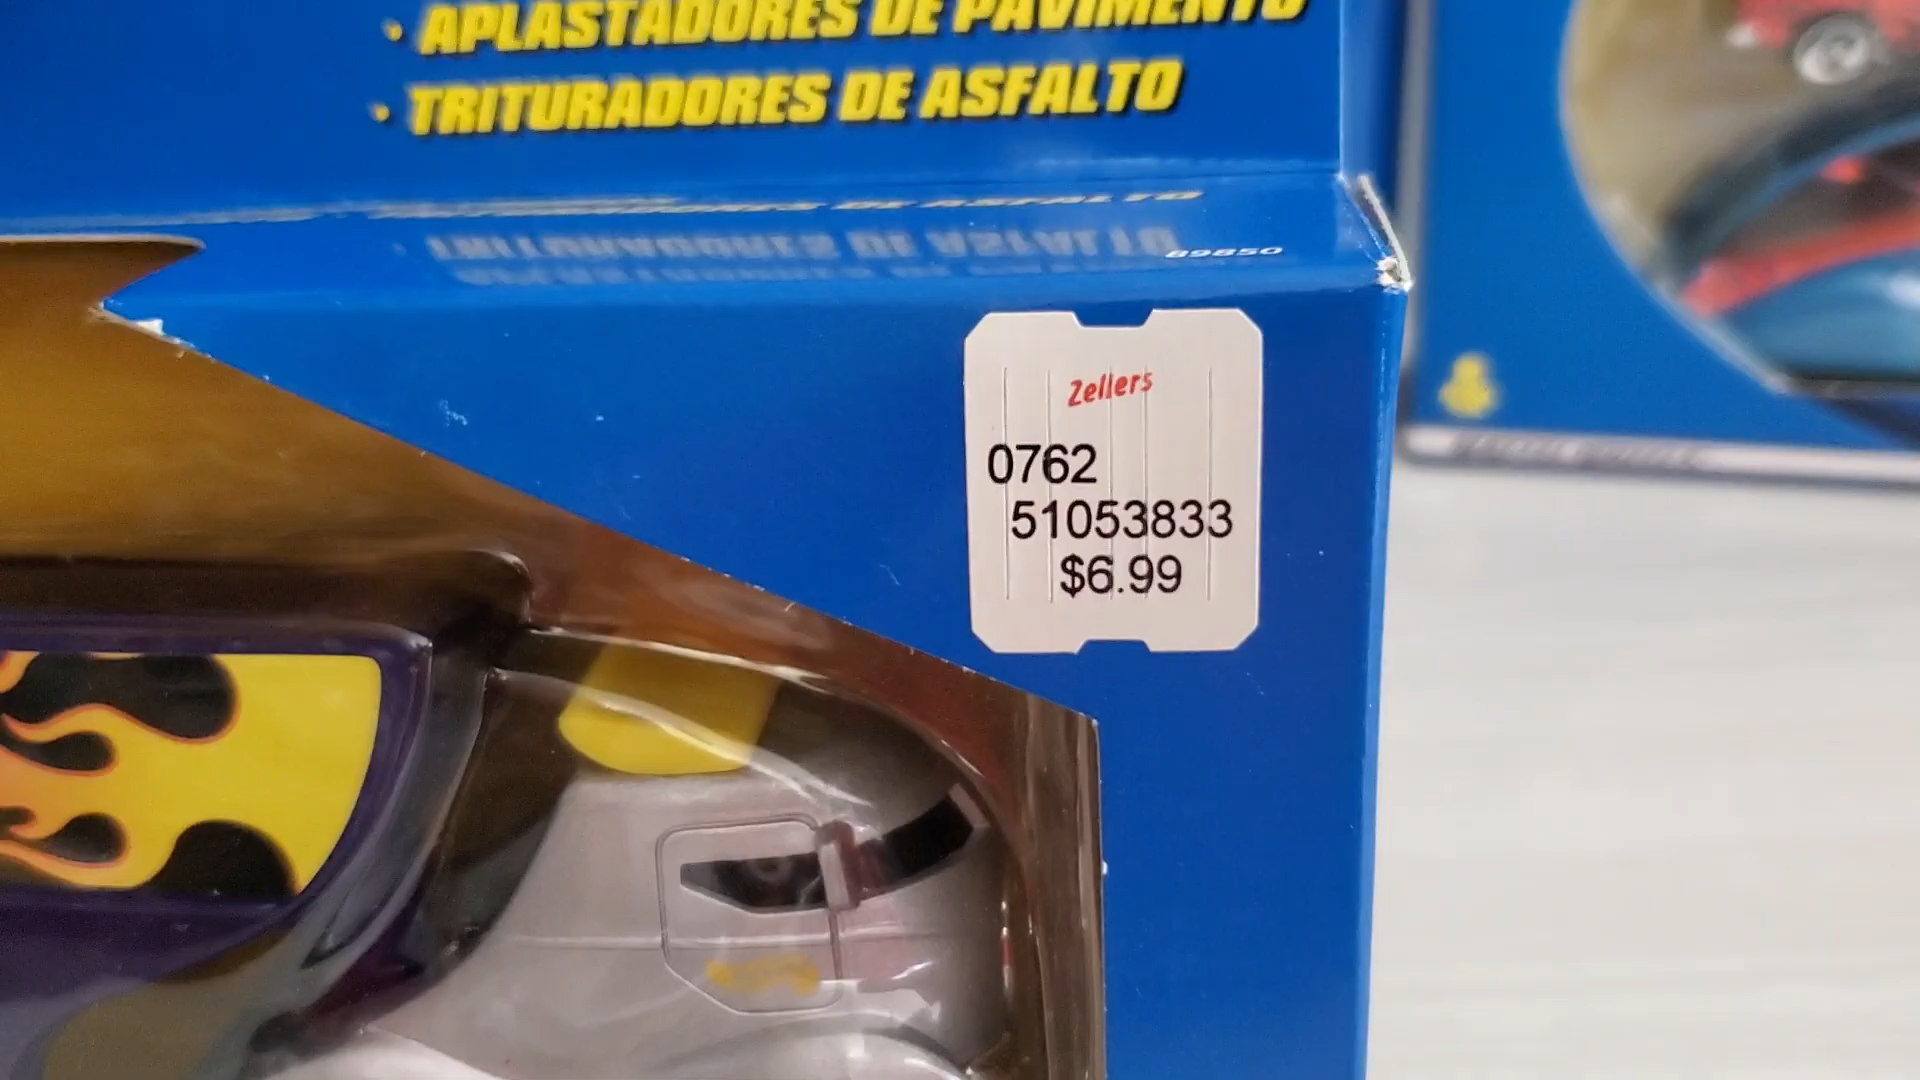 · APLASTADORES DE PAVIMENTO
· TRITURADORES DE ASFALTO
89850
Zellers
0762
51053833
$6.99